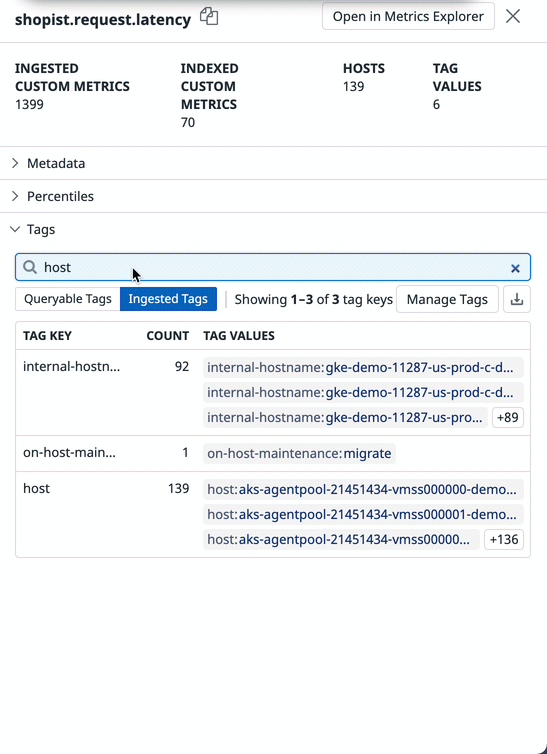 shopist.request.latency
Open in Metrics Explorer
INGESTED CUSTOM METRICS
1399
INDEXED CUSTOM METRICS
70
HOSTS
139
TAG VALUES
6
Metadata
Percentiles
Tags
host
Queryable Tags
Ingested Tags
Showing 1–3 of 3 tag keys
Manage Tags
TAG KEY COUNT TAG VALUES
internal-hostn... 92 internal-hostname:gke-demo-11287-us-prod-c-d...
internal-hostname:gke-demo-11287-us-prod-c-d...
internal-hostname:gke-demo-11287-us-pro... +89
on-host-main... 1 on-host-maintenance:migrate
host 139 host:aks-agentpool-21451434-vmss000000-demo...
host:aks-agentpool-21451434-vmss000001-demo...
host:aks-agentpool-21451434-vmss00000... +136